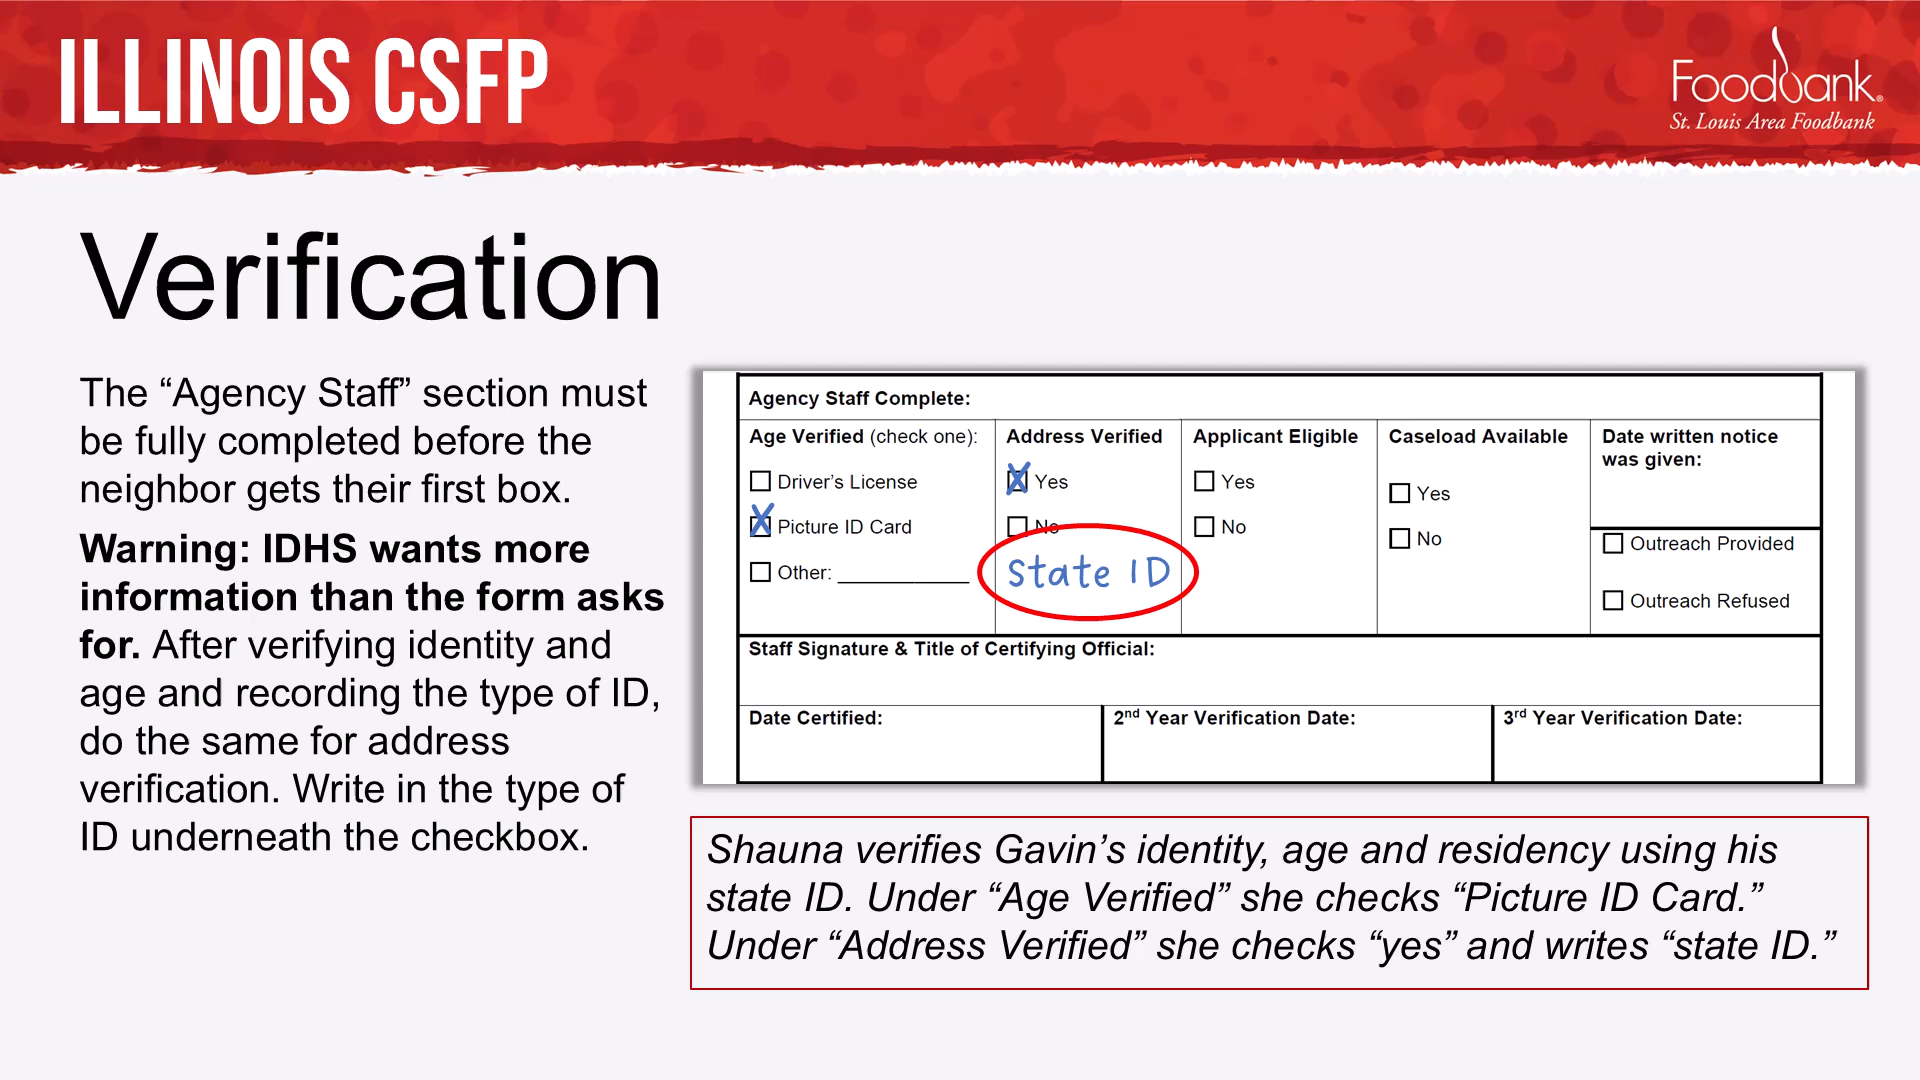 ILLINOIS CSFP
Foodbank®
St. Louis Area Foodbank
Verification
The “Agency Staff” section must
be fully completed before the
neighbor gets their first box.
Warning: IDHS wants more
information than the form asks
for. After verifying identity and
age and recording the type of ID,
do the same for address
verification. Write in the type of
ID underneath the checkbox.
Agency Staff Complete:
Age Verified (check one):
Driver’s License
Picture ID Card
Other: ____________
Address Verified
Yes
No
State ID
Applicant Eligible
Yes
No
Caseload Available
Yes
No
Date written notice
was given:
Outreach Provided
Outreach Refused
Staff Signature & Title of Certifying Official:
Date Certified:
2nd Year Verification Date:
3rd Year Verification Date:
Shauna verifies Gavin’s identity, age and residency using his
state ID. Under “Age Verified” she checks “Picture ID Card.”
Under “Address Verified” she checks “yes” and writes “state ID.”